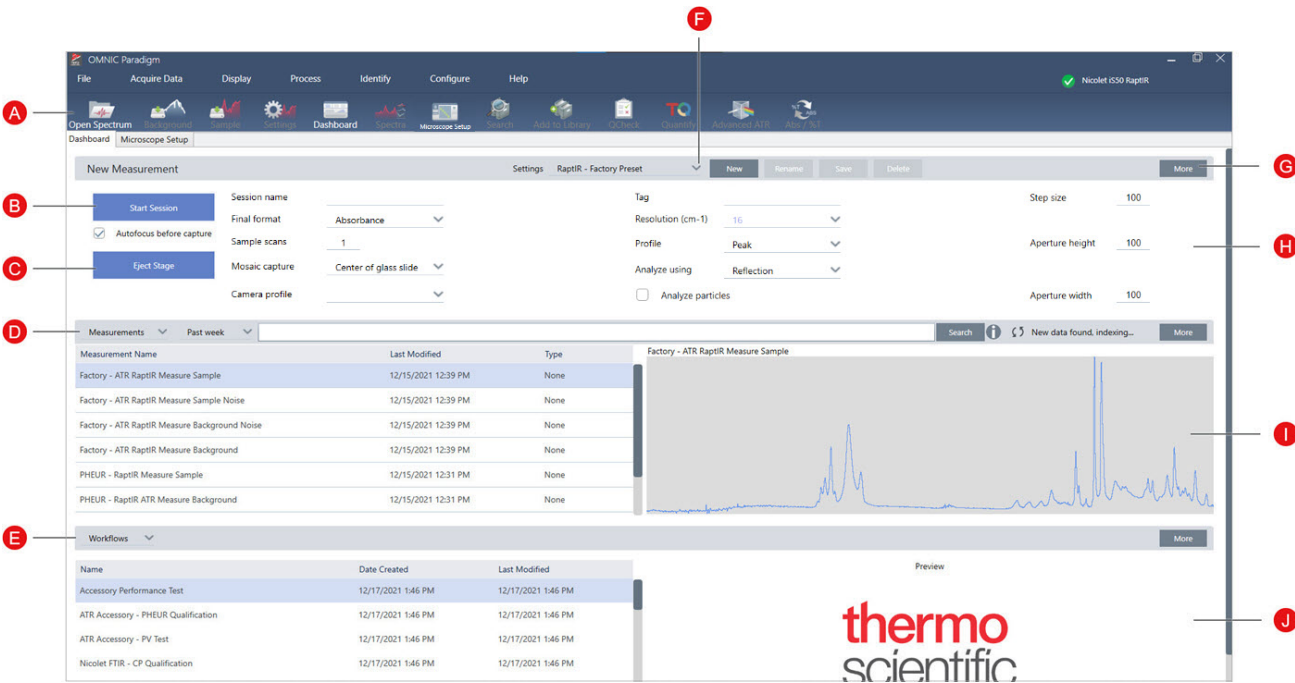 F
OMNIC Paradigm
File Acquire Data Display Process Identify Configure Help
Nicolet iS50 RaptIR
A
Open Spectrum Background Sample Settings Dashboard Spectra Microscope Setup Search Add to Library QCheck TQ Quantify Advanced ATR Abs / %T
Dashboard Microscope Setup
New Measurement Settings RaptIR - Factory Preset New Rename Save Delete More
G
B
Start Session Session name Tag Step size 100
Final format Absorbance Resolution (cm-1) 16
Autofocus before capture Sample scans 1 Profile Peak Aperture height 100
H
C
Eject Stage Mosaic capture Center of glass slide Analyze using Reflection
Camera profile Analyze particles Aperture width 100
D
Measurements Past week Search New data found, indexing... More
Measurement Name Last Modified Type Factory - ATR RaptIR Measure Sample
Factory - ATR RaptIR Measure Sample 12/15/2021 12:39 PM None
Factory - ATR RaptIR Measure Sample Noise 12/15/2021 12:39 PM None
Factory - ATR RaptIR Measure Background Noise 12/15/2021 12:39 PM None
I
Factory - ATR RaptIR Measure Background 12/15/2021 12:39 PM None
PHEUR - RaptIR Measure Sample 12/15/2021 12:31 PM None
PHEUR - RaptIR ATR Measure Background 12/15/2021 12:31 PM None
E
Workflows More
Name Date Created Last Modified Preview
Accessory Performance Test 12/17/2021 1:46 PM 12/17/2021 1:46 PM
ATR Accessory - PHEUR Qualification 12/17/2021 1:46 PM 12/17/2021 1:46 PM
J
ATR Accessory - PV Test 12/17/2021 1:46 PM 12/17/2021 1:46 PM
Nicolet FTIR - CP Qualification 12/17/2021 1:46 PM 12/17/2021 1:46 PM
thermo
scientific